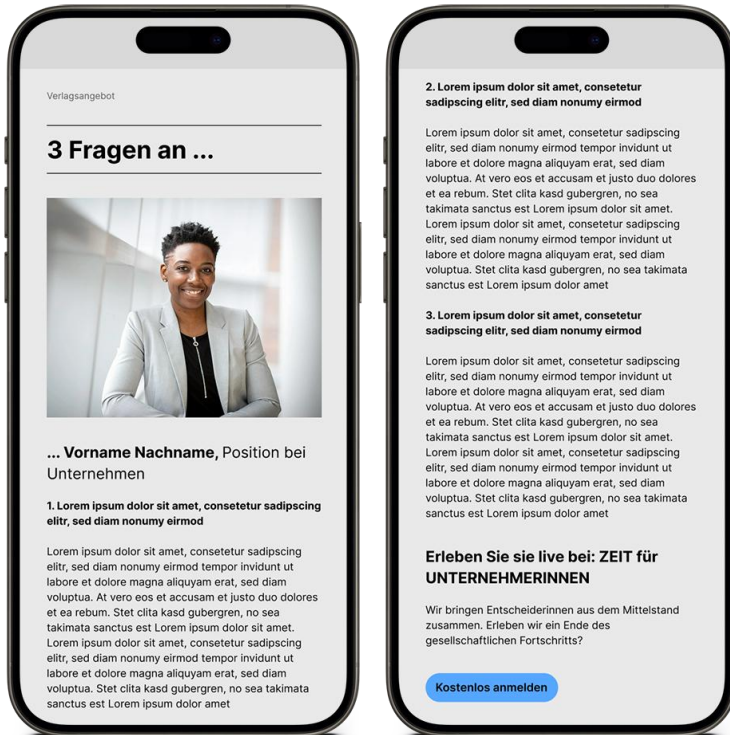 Verlagsangebot
3 Fragen an ...
... Vorname Nachname, Position bei
Unternehmen
1. Lorem ipsum dolor sit amet, consetetur sadipscing
elitr, sed diam nonumy eirmod
Lorem ipsum dolor sit amet, consetetur sadipscing
elitr, sed diam nonumy eirmod tempor invidunt ut
labore et dolore magna aliquyam erat, sed diam
voluptua. At vero eos et accusam et justo duo dolores
et ea rebum. Stet clita kasd gubergren, no sea
takimata sanctus est Lorem ipsum dolor sit amet.
Lorem ipsum dolor sit amet, consetetur sadipscing
elitr, sed diam nonumy eirmod tempor invidunt ut
labore et dolore magna aliquyam erat, sed diam
voluptua. Stet clita kasd gubergren, no sea takimata
sanctus est Lorem ipsum dolor amet
2. Lorem ipsum dolor sit amet, consetetur
sadipscing elitr, sed diam nonumy eirmod
Lorem ipsum dolor sit amet, consetetur sadipscing
elitr, sed diam nonumy eirmod tempor invidunt ut
labore et dolore magna aliquyam erat, sed diam
voluptua. At vero eos et accusam et justo duo dolores
et ea rebum. Stet clita kasd gubergren, no sea
takimata sanctus est Lorem ipsum dolor sit amet.
Lorem ipsum dolor sit amet, consetetur sadipscing
elitr, sed diam nonumy eirmod tempor invidunt ut
labore et dolore magna aliquyam erat, sed diam
voluptua. Stet clita kasd gubergren, no sea takimata
sanctus est Lorem ipsum dolor amet
3. Lorem ipsum dolor sit amet, consetetur
sadipscing elitr, sed diam nonumy eirmod
Lorem ipsum dolor sit amet, consetetur sadipscing
elitr, sed diam nonumy eirmod tempor invidunt ut
labore et dolore magna aliquyam erat, sed diam
voluptua. At vero eos et accusam et justo duo dolores
et ea rebum. Stet clita kasd gubergren, no sea
takimata sanctus est Lorem ipsum dolor sit amet.
Lorem ipsum dolor sit amet, consetetur sadipscing
elitr, sed diam nonumy eirmod tempor invidunt ut
labore et dolore magna aliquyam erat, sed diam
voluptua. Stet clita kasd gubergren, no sea takimata
sanctus est Lorem ipsum dolor amet
Erleben Sie sie live bei: ZEIT für
UNTERNEHMERINNEN
Wir bringen Entscheiderinnen aus dem Mittelstand
zusammen. Erleben wir ein Ende des
gesellschaftlichen Fortschritts?
Kostenlos anmelden